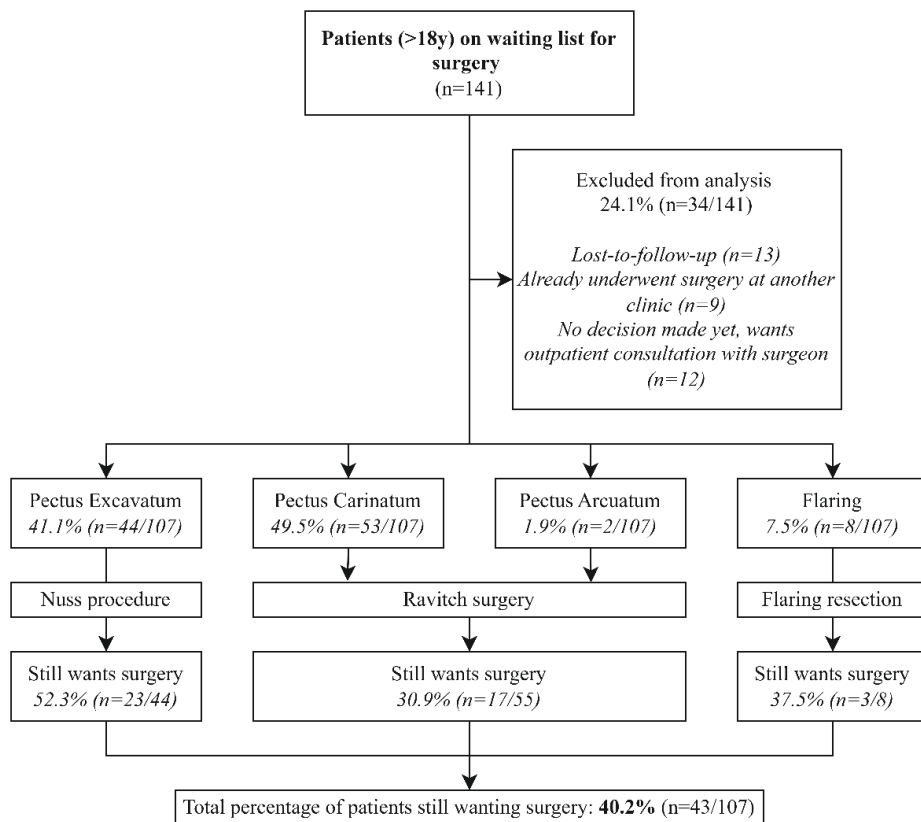 Patients (>18y) on waiting list for
surgery
(n=141)
Excluded from analysis
24.1% (n=34/141)
Lost-to-follow-up (n=13)
Already underwent surgery at another
clinic (n=9)
No decision made yet, wants
outpatient consultation with surgeon
(n=12)
Pectus Excavatum
41.1% (n=44/107)
Pectus Carinatum
49.5% (n=53/107)
Pectus Arcuatum
1.9% (n=2/107)
Flaring
7.5% (n=8/107)
Nuss procedure
Ravitch surgery
Flaring resection
Still wants surgery
52.3% (n=23/44)
Still wants surgery
30.9% (n=17/55)
Still wants surgery
37.5% (n=3/8)
Total percentage of patients still wanting surgery: 40.2% (n=43/107)